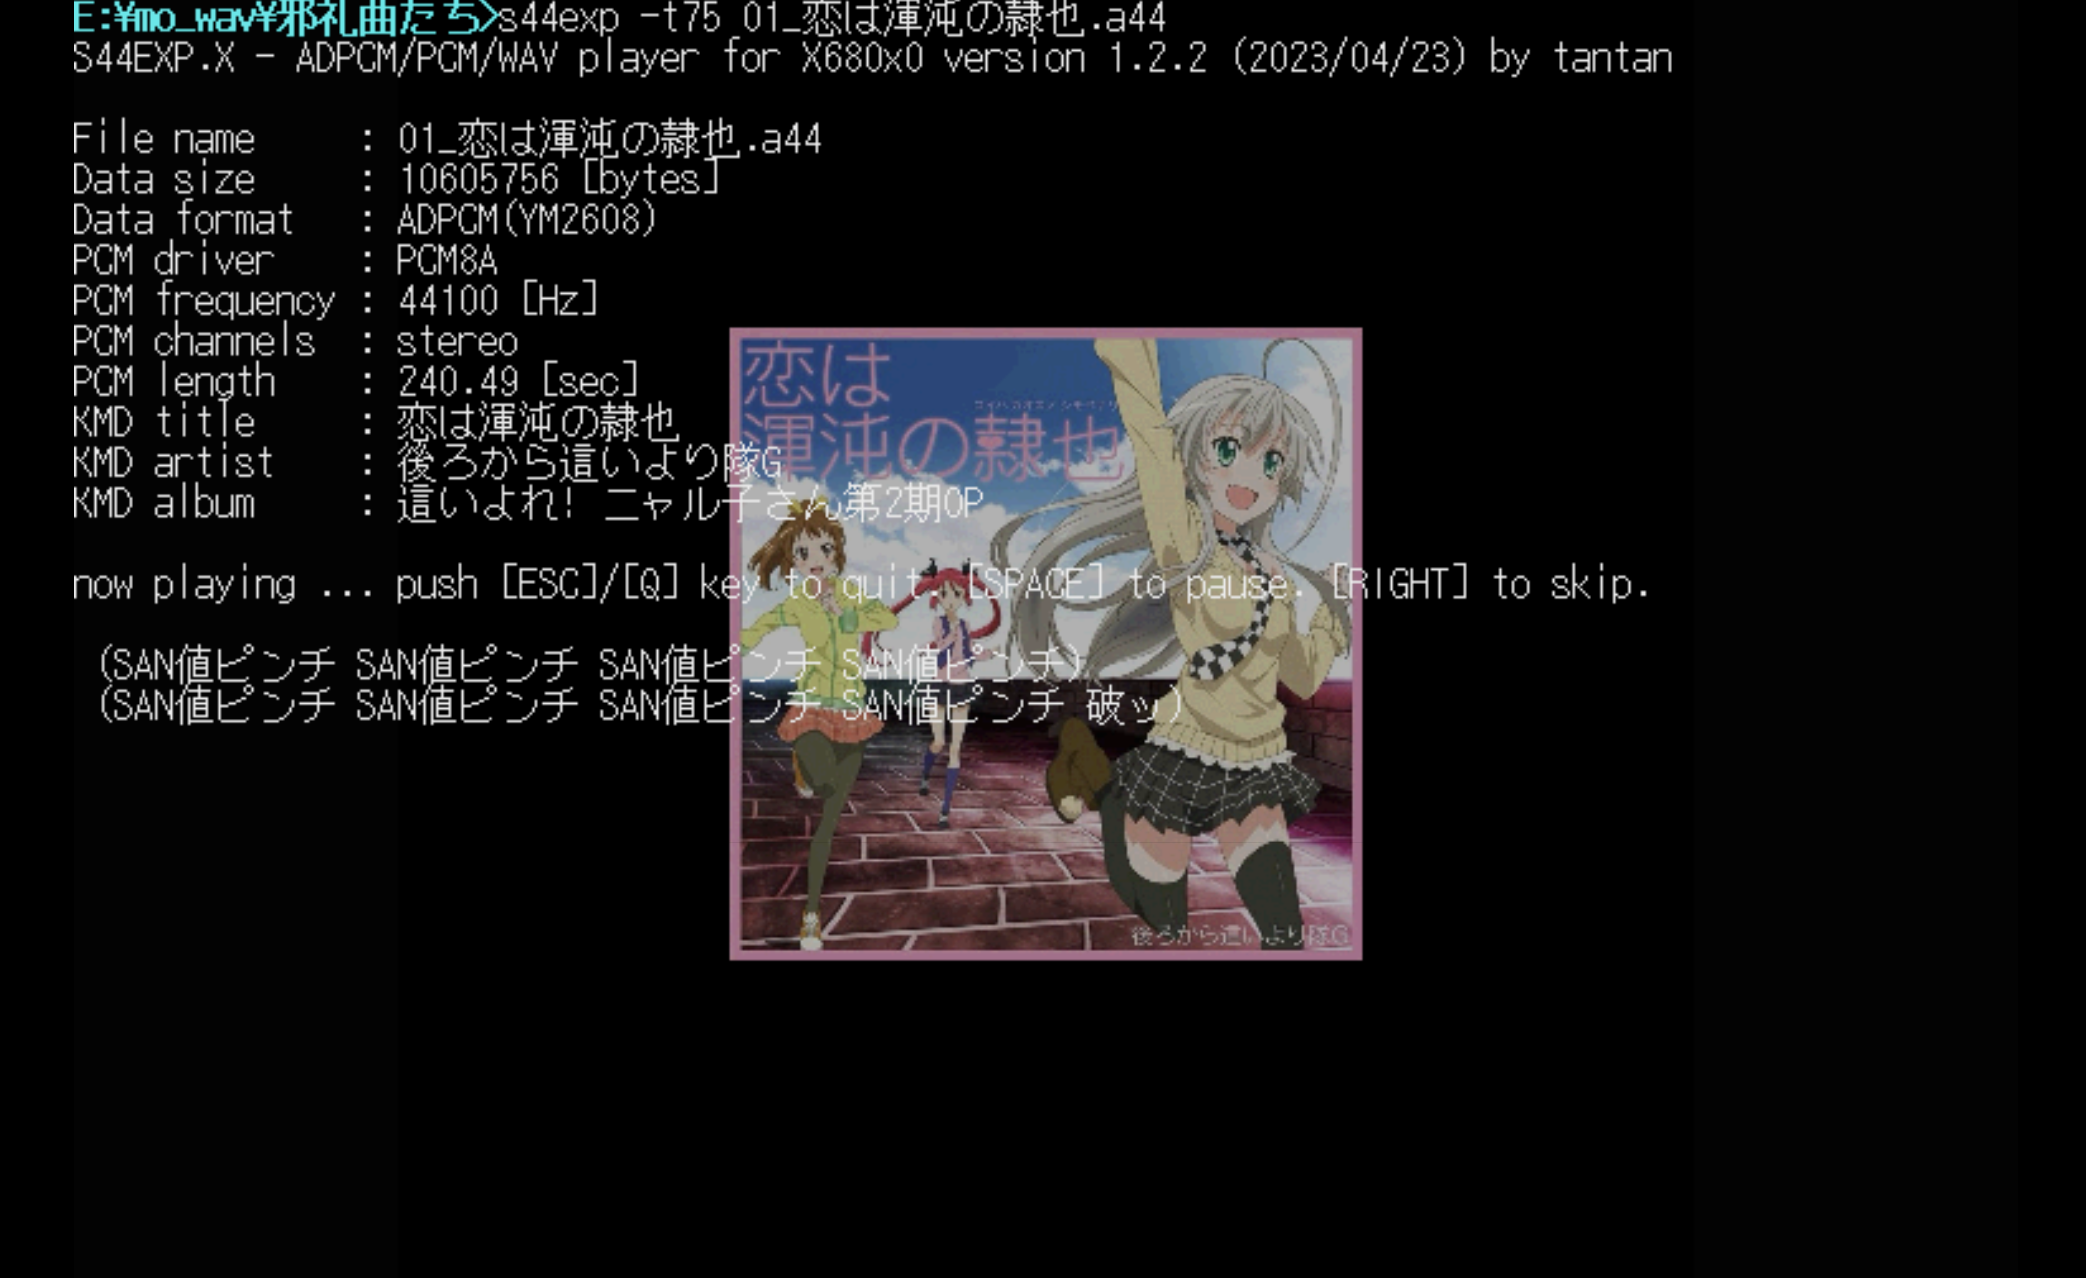 E:¥mo_wav¥邪礼曲たち>s44exp -t75 01_恋は渾沌の隷也.a44
S44EXP.X - ADPCM/PCM/WAV player for X680x0 version 1.2.2 (2023/04/23) by tantan
File name : 01_恋は渾沌の隷也.a44
Data size : 10605756 [bytes]
Data format : ADPCM(YM2608)
PCM driver : PCM8A
PCM frequency : 44100 [Hz]
PCM channels : stereo
PCM length : 240.49 [sec]
KMD title : 恋は渾沌の隷也
KMD artist : 後ろから這いより隊G
KMD album : 這いよれ! ニャル子さん第2期OP
now playing ... push [ESC]/[Q] key to quit. [SPACE] to pause. [RIGHT] to skip.
(SAN値ピンチ SAN値ピンチ SAN値ピンチ SAN値ピンチ)
(SAN値ピンチ SAN値ピンチ SAN値ピンチ SAN値ピンチ 破ッ)
恋は
渾沌の隷也
後ろから這いより隊G